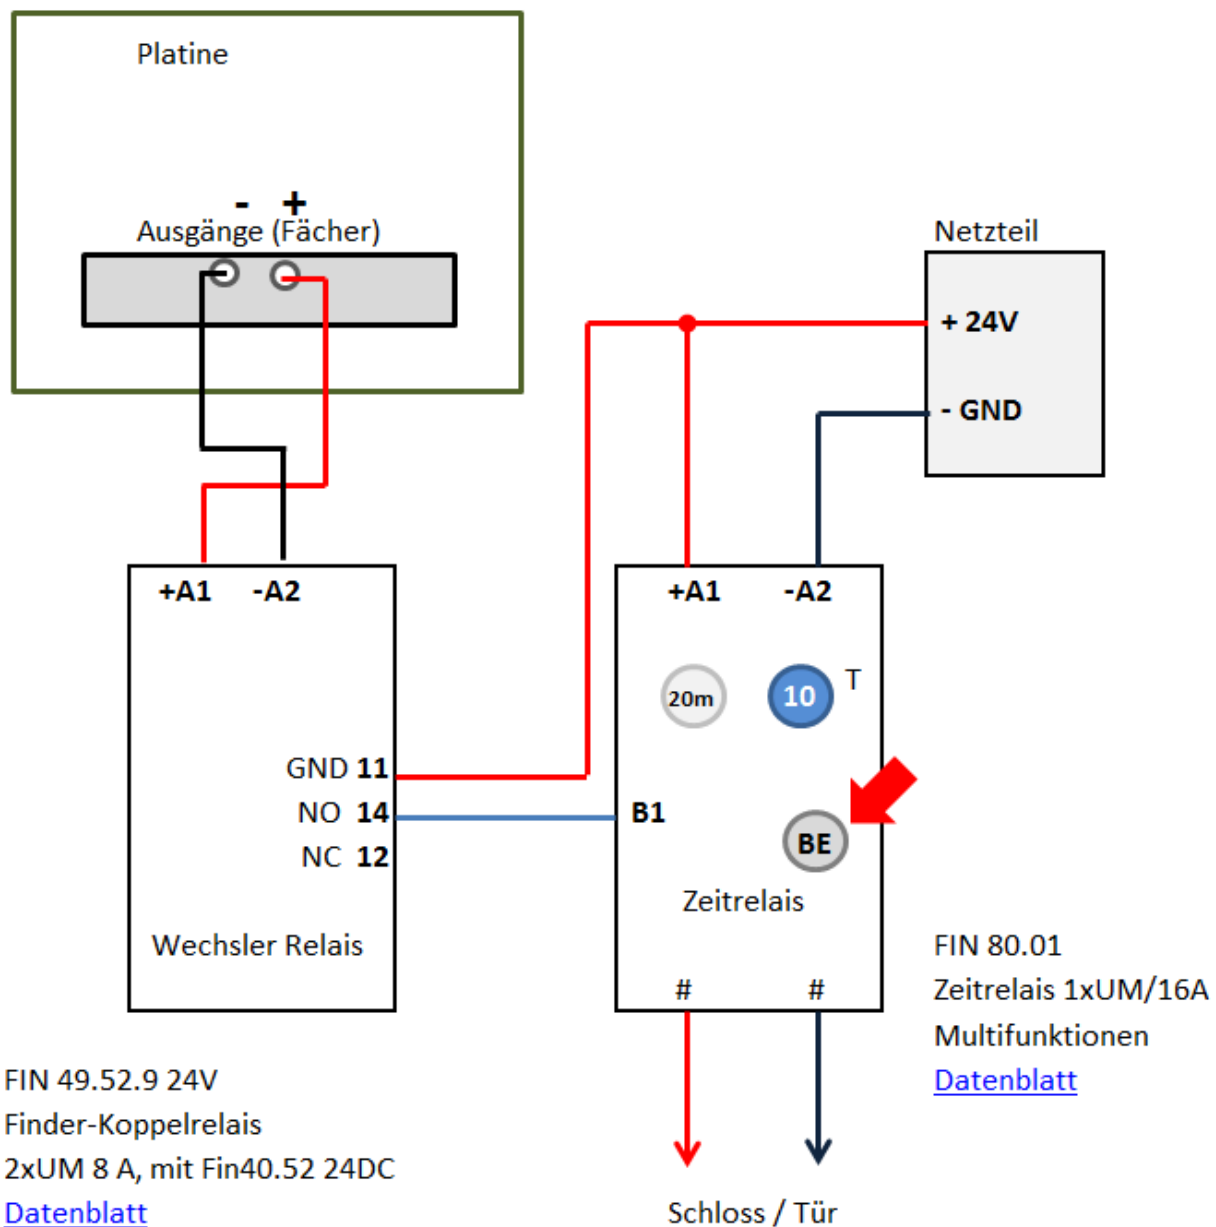 Platine
- +
Ausgänge (Fächer)
Netzteil
+ 24V
- GND
+A1 -A2
+A1 -A2
20m
10
T
GND 11
NO 14
NC 12
B1
BE
Zeitrelais
Wechsler Relais
# #
FIN 80.01
Zeitrelais 1xUM/16A
Multifunktionen
Datenblatt
FIN 49.52.9 24V
Finder-Koppelrelais
2xUM 8 A, mit Fin40.52 24DC
Datenblatt
Schloss / Tür